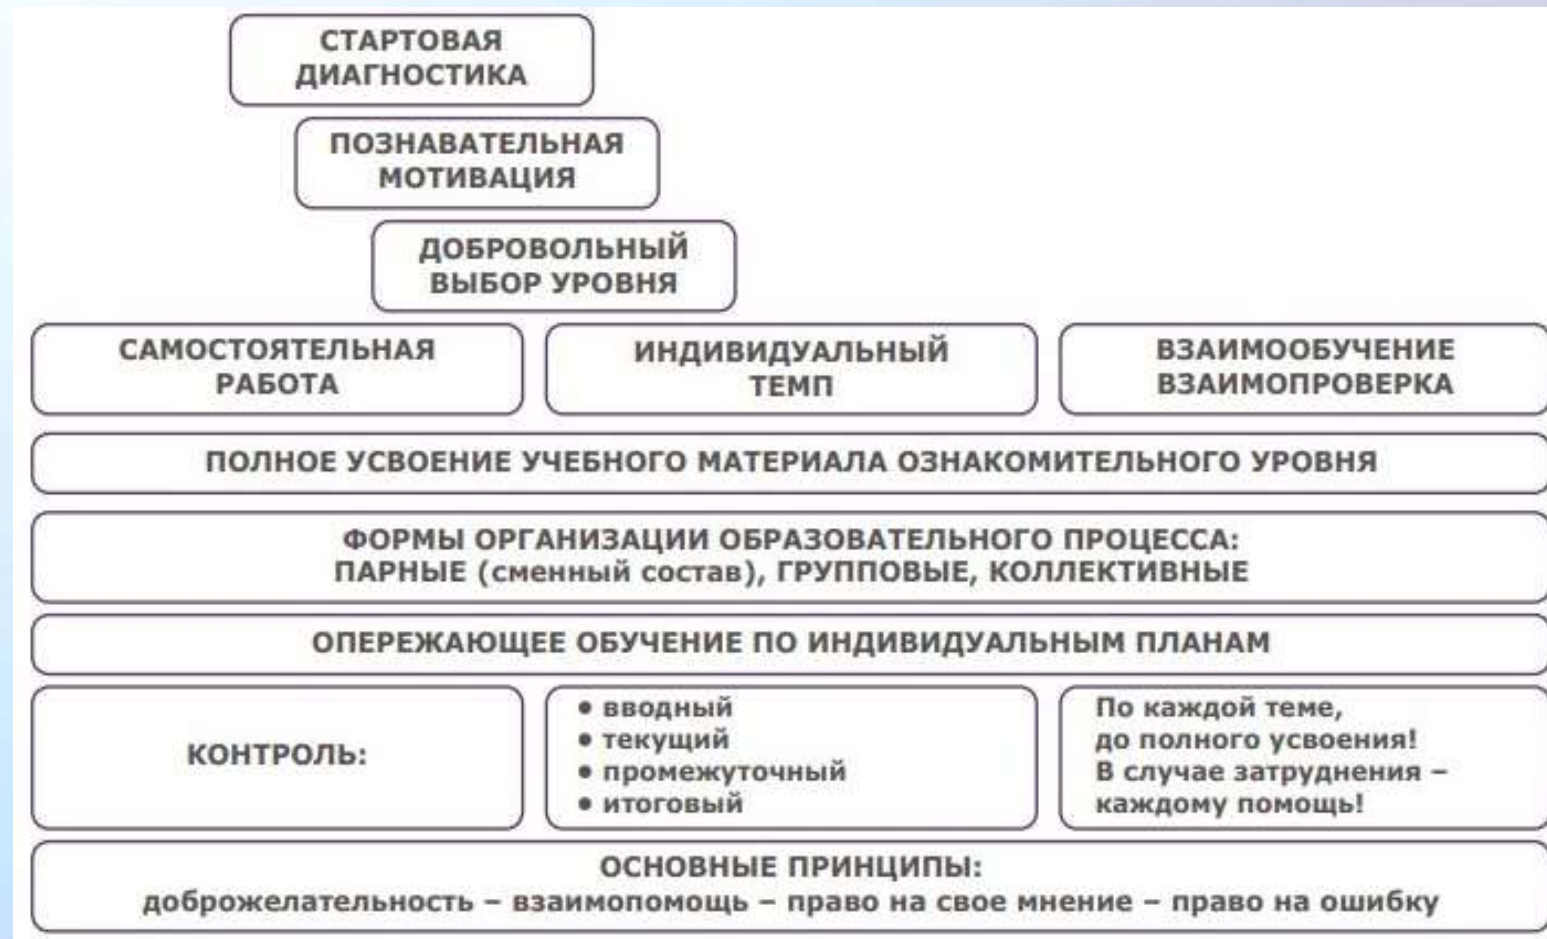 СТАРТОВАЯ
ДИАГНОСТИКА
ПОЗНАВАТЕЛЬНАЯ
МОТИВАЦИЯ
ДОБРОВОЛЬНЫЙ
ВЫБОР УРОВНЯ
САМОСТОЯТЕЛЬНАЯ
РАБОТА
ИНДИВИДУАЛЬНЫЙ
ТЕМП
ВЗАИМООБУЧЕНИЕ
ВЗАИМОПРОВЕРКА
ПОЛНОЕ УСВОЕНИЕ УЧЕБНОГО МАТЕРИАЛА ОЗНАКОМИТЕЛЬНОГО УРОВНЯ
ФОРМЫ ОРГАНИЗАЦИИ ОБРАЗОВАТЕЛЬНОГО ПРОЦЕССА:
ПАРНЫЕ (сменный состав), ГРУППОВЫЕ, КОЛЛЕКТИВНЫЕ
ОПЕРЕЖАЮЩЕЕ ОБУЧЕНИЕ ПО ИНДИВИДУАЛЬНЫМ ПЛАНАМ
КОНТРОЛЬ:
• вводный
• текущий
• промежуточный
• итоговый
По каждой теме,
до полного усвоения!
В случае затруднения –
каждому помощь!
ОСНОВНЫЕ ПРИНЦИПЫ:
доброжелательность – взаимопомощь – право на свое мнение – право на ошибку